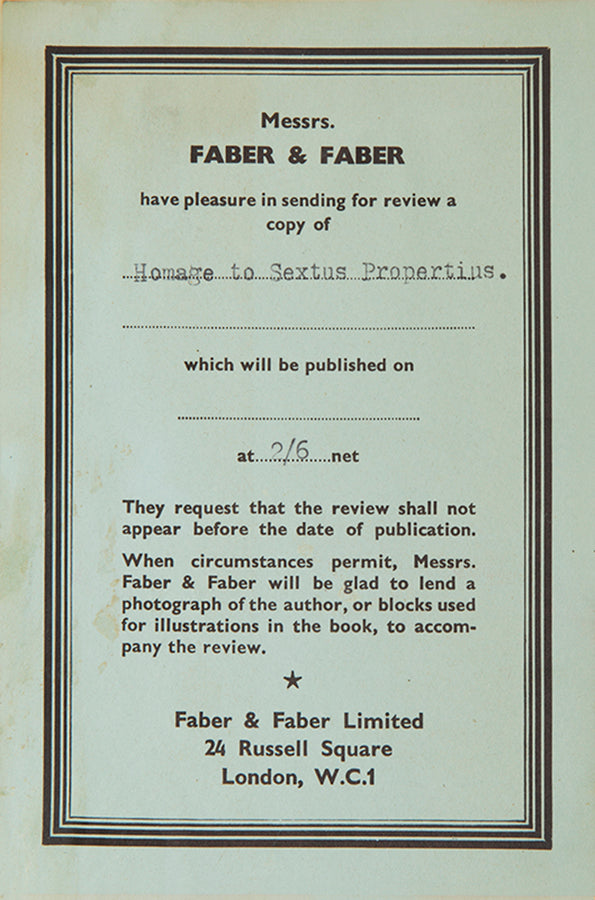 Messrs.
FABER & FABER
have pleasure in sending for review a
copy of
Homage to Sextus Propertius.
which will be published on
at 2/6 net
They request that the review shall not
appear before the date of publication.
When circumstances permit, Messrs.
Faber & Faber will be glad to lend a
photograph of the author, or blocks used
for illustrations in the book, to accom-
pany the review.
★
Faber & Faber Limited
24 Russell Square
London, W.C.1